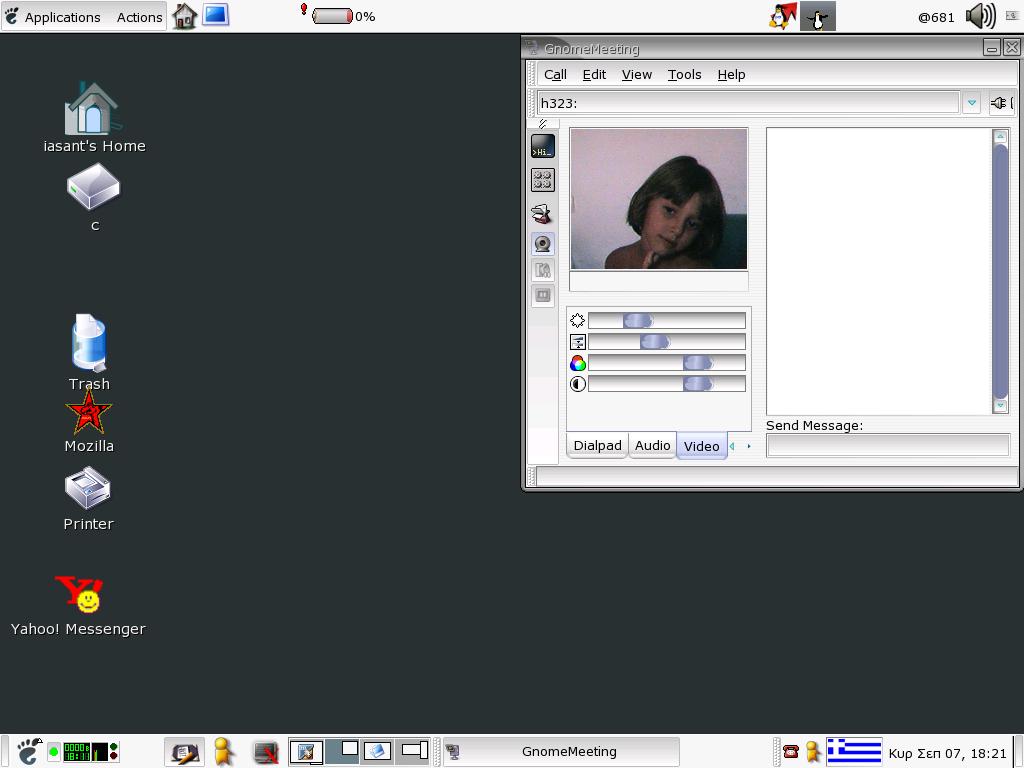 Applications Actions 0% @681
GnomeMeeting
Call Edit View Tools Help
h323:
iasant's Home
c
Trash
Mozilla
Printer
Yahoo! Messenger
Dialpad Audio Video
Send Message:
GnomeMeeting
Κυρ Σεπ 07, 18:21